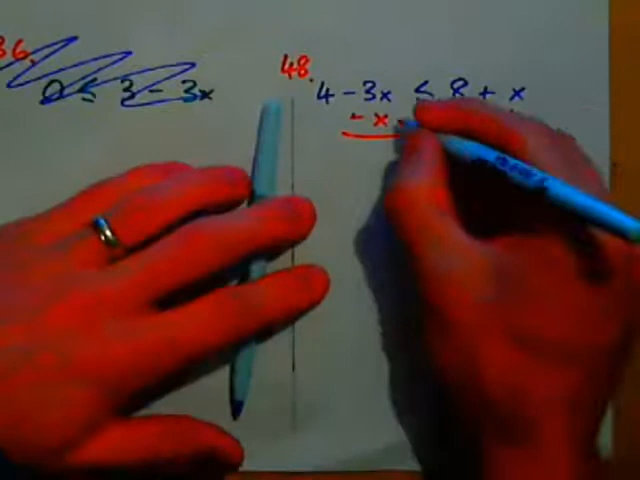 36.
0 ≤ 3 - 3x
48.
4 - 3x ≤ 8 + x
- x